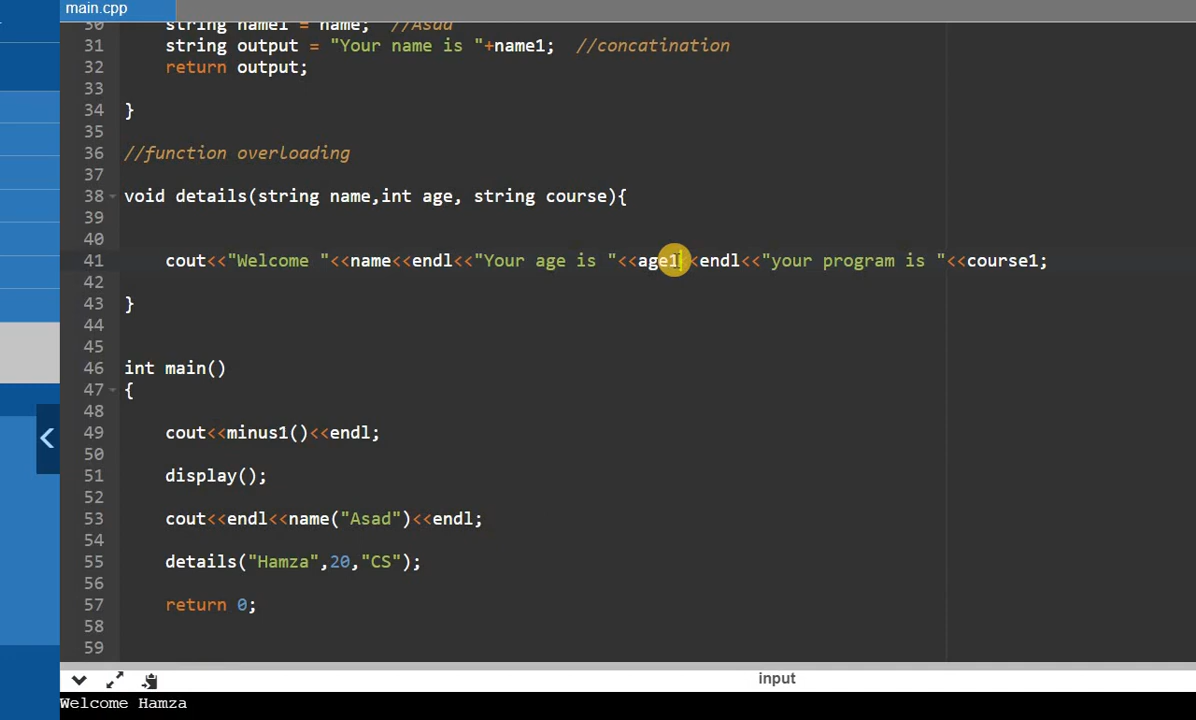 main.cpp
30 string name1 = name; //Asad
31 string output = "Your name is "+name1; //concatination
32 return output;
33
34 }
35
36 //function overloading
37
38 void details(string name,int age, string course){
39
40
41 cout<<"Welcome "<<name<<endl<<"Your age is "<<age1<<endl<<"your program is "<<course1;
42
43 }
44
45
46 int main()
47 {
48
49 cout<<minus1()<<endl;
50
51 display();
52
53 cout<<endl<<name("Asad")<<endl;
54
55 details("Hamza",20,"CS");
56
57 return 0;
58
59
input
Welcome Hamza